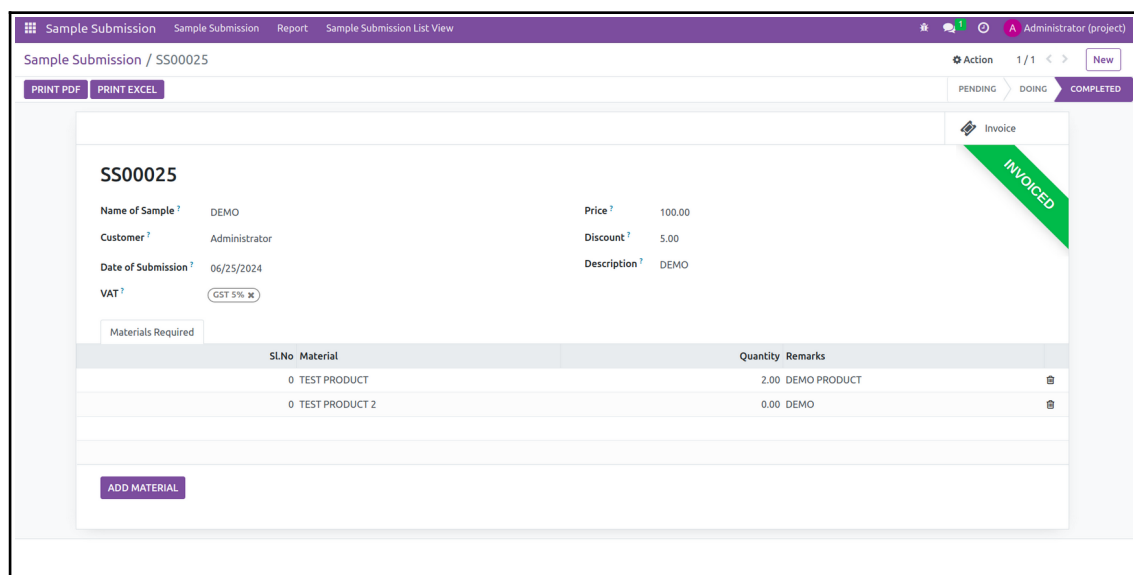 Sample Submission Sample Submission Report Sample Submission List View 1 A Administrator (project)
Sample Submission / SS00025 Action 1 / 1 New
PRINT PDF PRINT EXCEL PENDING DOING COMPLETED
Invoice
INVOICED
SS00025
Name of Sample ? DEMO Price ? 100.00
Customer ? Administrator Discount ? 5.00
Date of Submission ? 06/25/2024 Description ? DEMO
VAT ? GST 5% ×
Materials Required
Sl.No Material Quantity Remarks
0 TEST PRODUCT 2.00 DEMO PRODUCT
0 TEST PRODUCT 2 0.00 DEMO
ADD MATERIAL